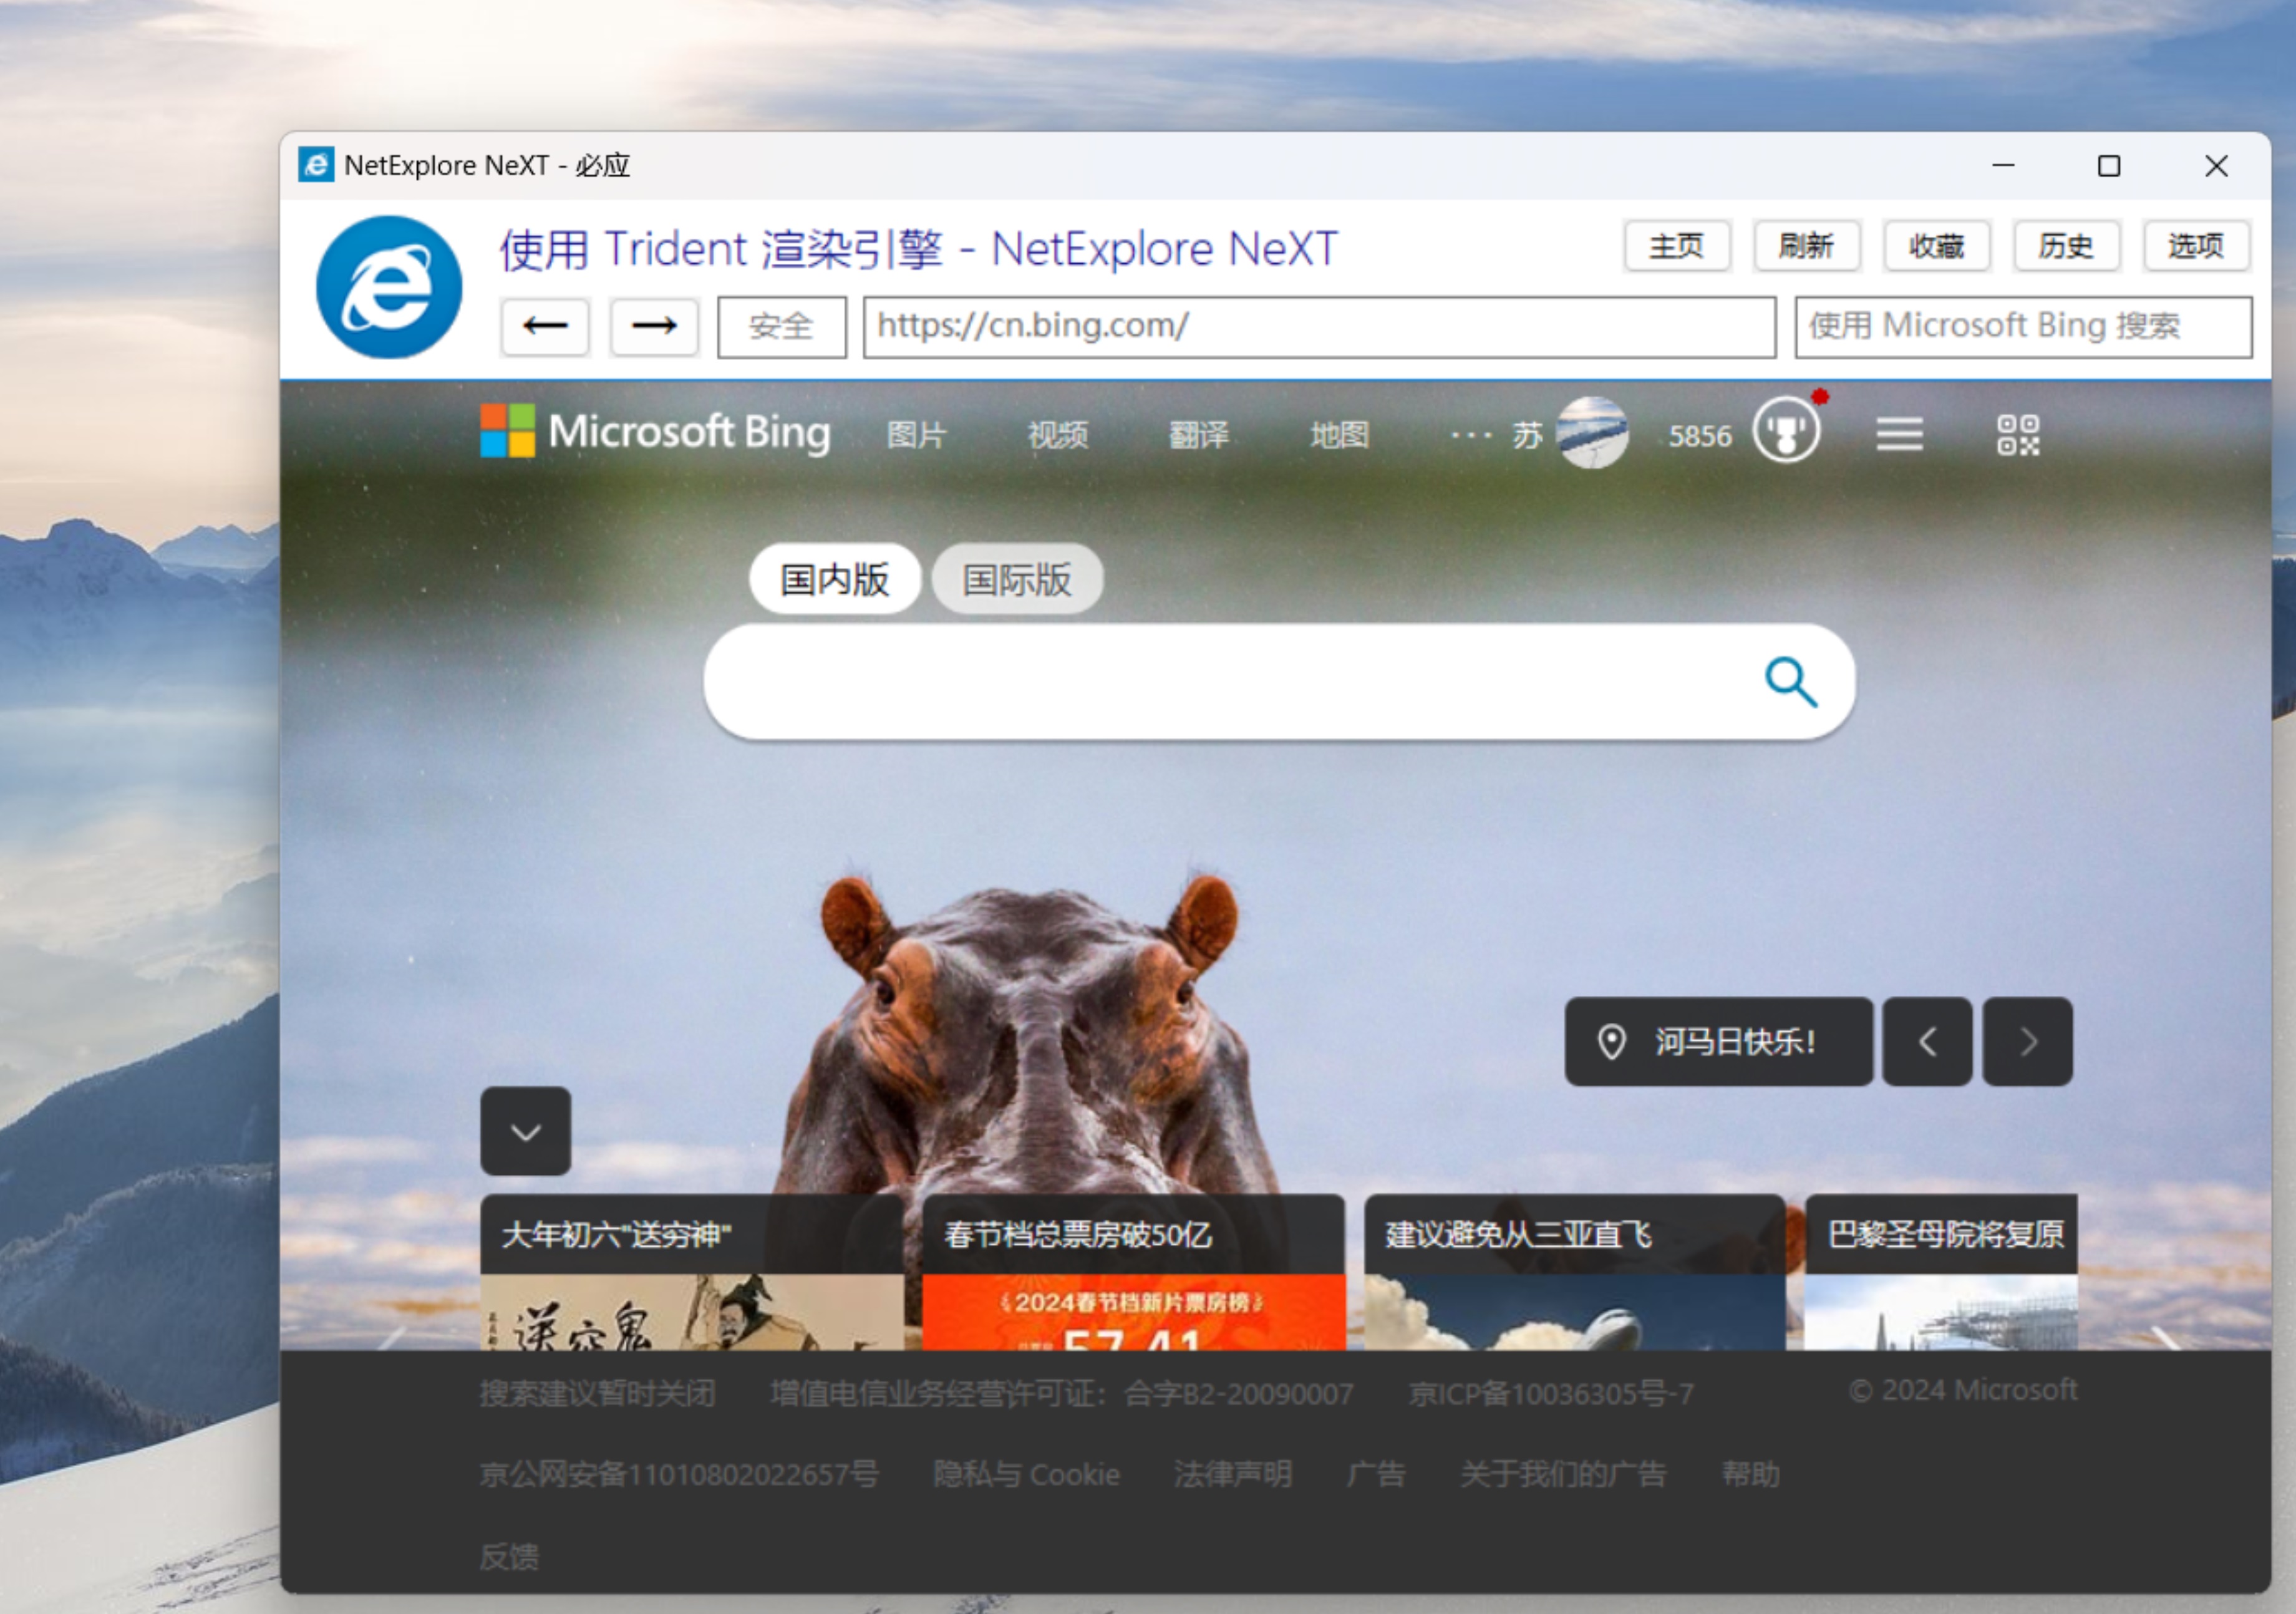 NetExplore NeXT - 必应
使用 Trident 渲染引擎 - NetExplore NeXT
主页 刷新 收藏 历史 选项
安全 https://cn.bing.com/ 使用 Microsoft Bing 搜索
Microsoft Bing 图片 视频 翻译 地图 ··· 苏 5856
国内版 国际版
河马日快乐!
大年初六"送穷神" 春节档总票房破50亿 建议避免从三亚直飞 巴黎圣母院将复原
送穷鬼
2024春节档新片票房榜
57.41
搜索建议暂时关闭 增值电信业务经营许可证：合字B2-20090007 京ICP备10036305号-7 © 2024 Microsoft
京公网安备11010802022657号 隐私与 Cookie 法律声明 广告 关于我们的广告 帮助
反馈